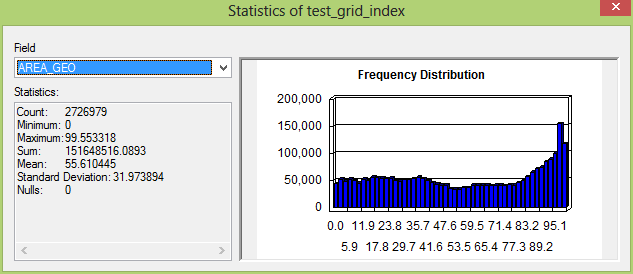 Statistics of test_grid_index
Field
AREA_GEO
Statistics:
Count: 2726979
Minimum: 0
Maximum: 99.553318
Sum: 151648516.0893
Mean: 55.610445
Standard Deviation: 31.973894
Nulls: 0
Frequency Distribution
200,000
150,000
100,000
50,000
0
0.0 11.9 23.8 35.7 47.6 59.5 71.4 83.2 95.1
5.9 17.8 29.7 41.6 53.5 65.4 77.3 89.2